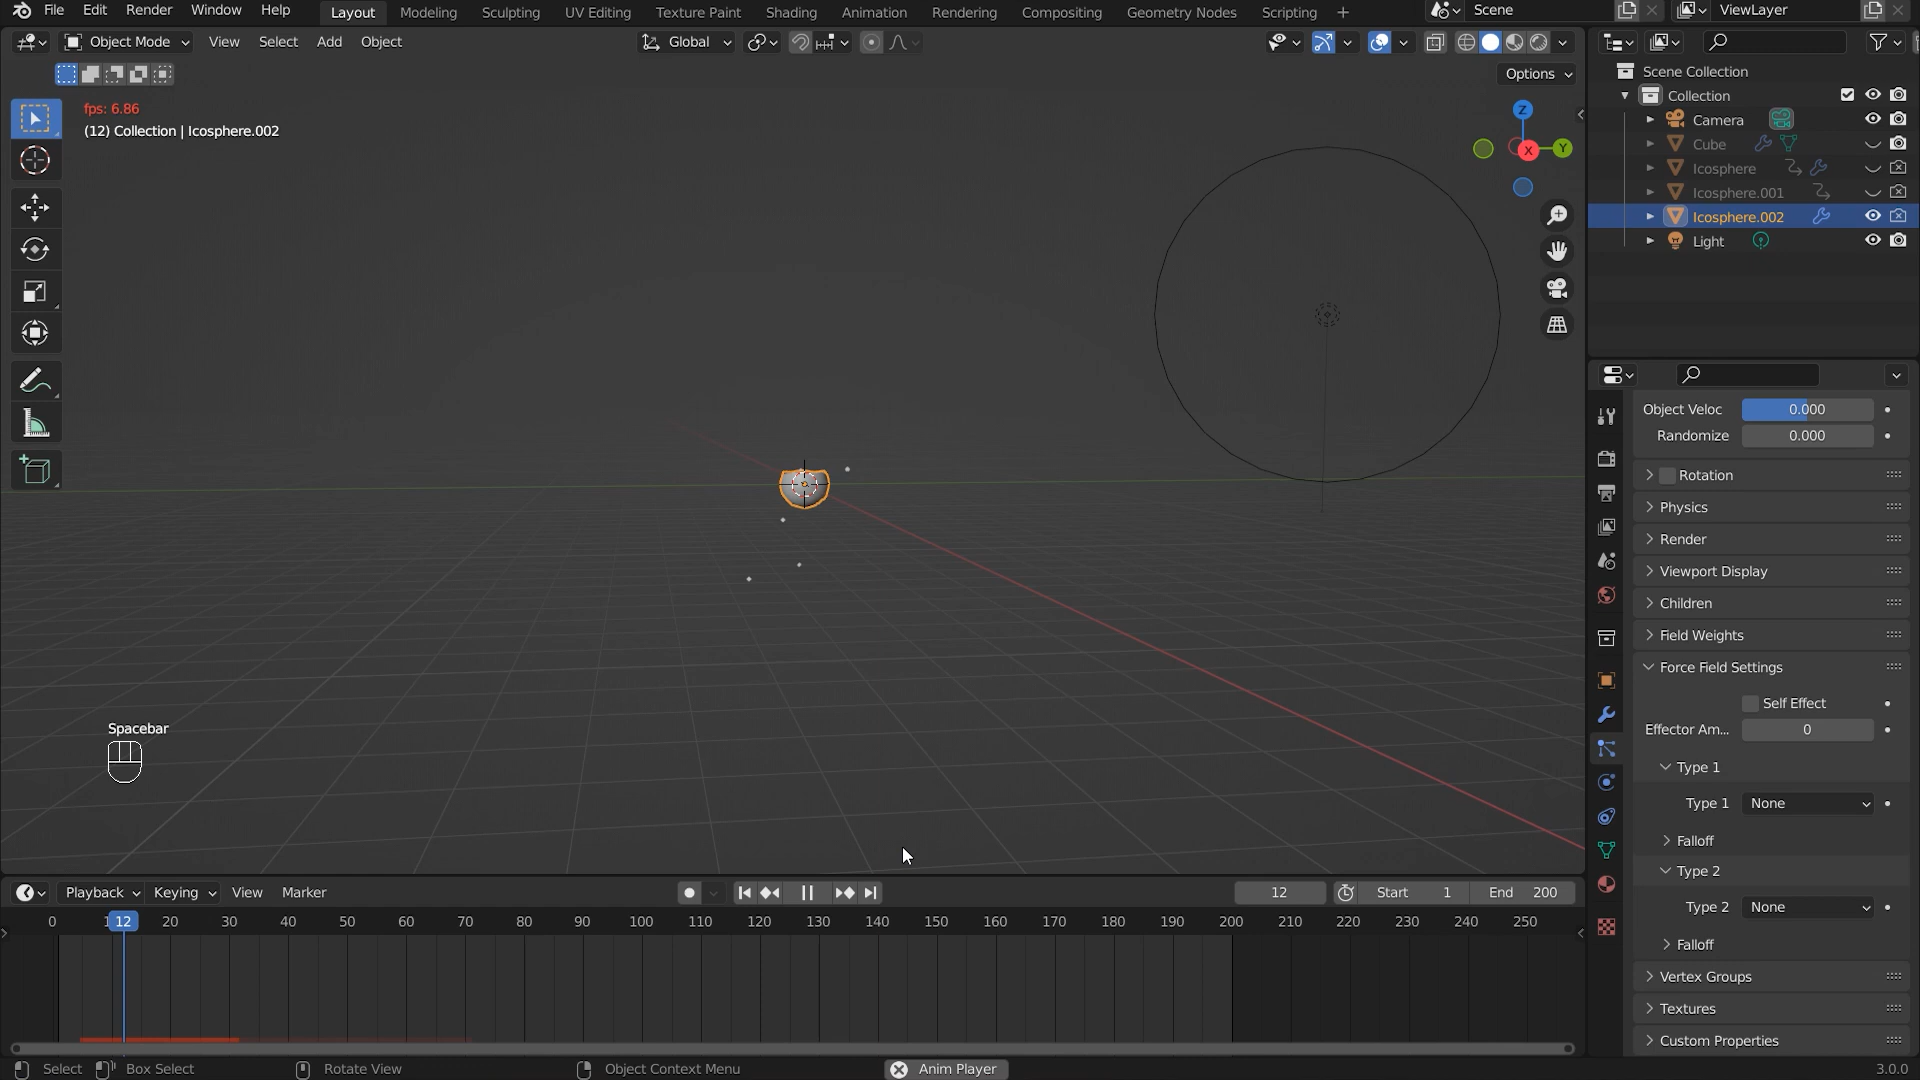 File Edit Render Window Help Layout Modeling Sculpting UV Editing Texture Paint Shading Animation Rendering Compositing Geometry Nodes Scripting + Scene ViewLayer
Object Mode View Select Add Object Global
Options
fps: 6.86
(12) Collection | Icosphere.002
Z
X
Y
Spacebar
Scene Collection
Collection
Camera
Cube
Icosphere
Icosphere.001
Icosphere.002
Light
Object Veloc 0.000
Randomize 0.000
Rotation
Physics
Render
Viewport Display
Children
Field Weights
Force Field Settings
Self Effect
Effector Am... 0
Type 1
Type 1 None
Falloff
Type 2
Type 2 None
Falloff
Vertex Groups
Textures
Custom Properties
Playback Keying View Marker 12 Start 1 End 200
0 12 20 30 40 50 60 70 80 90 100 110 120 130 140 150 160 170 180 190 200 210 220 230 240 250
Select Box Select Rotate View Object Context Menu Anim Player 3.0.0